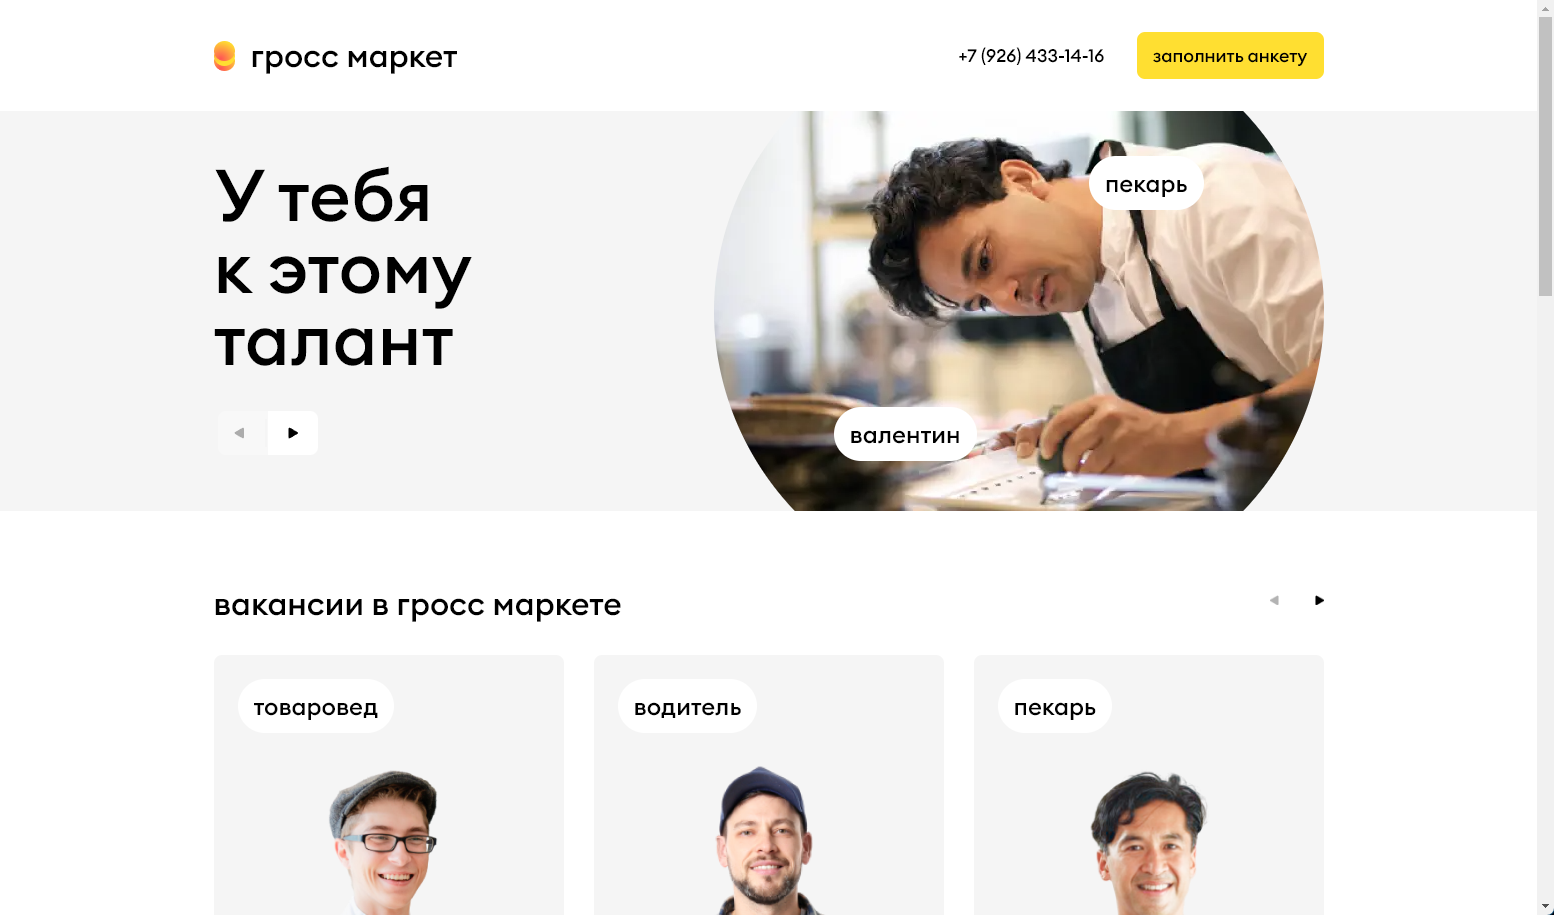 гросс маркет
+7 (926) 433-14-16
заполнить анкету
У тебя
к этому
талант
пекарь
валентин
вакансии в гросс маркете
товаровед
водитель
пекарь